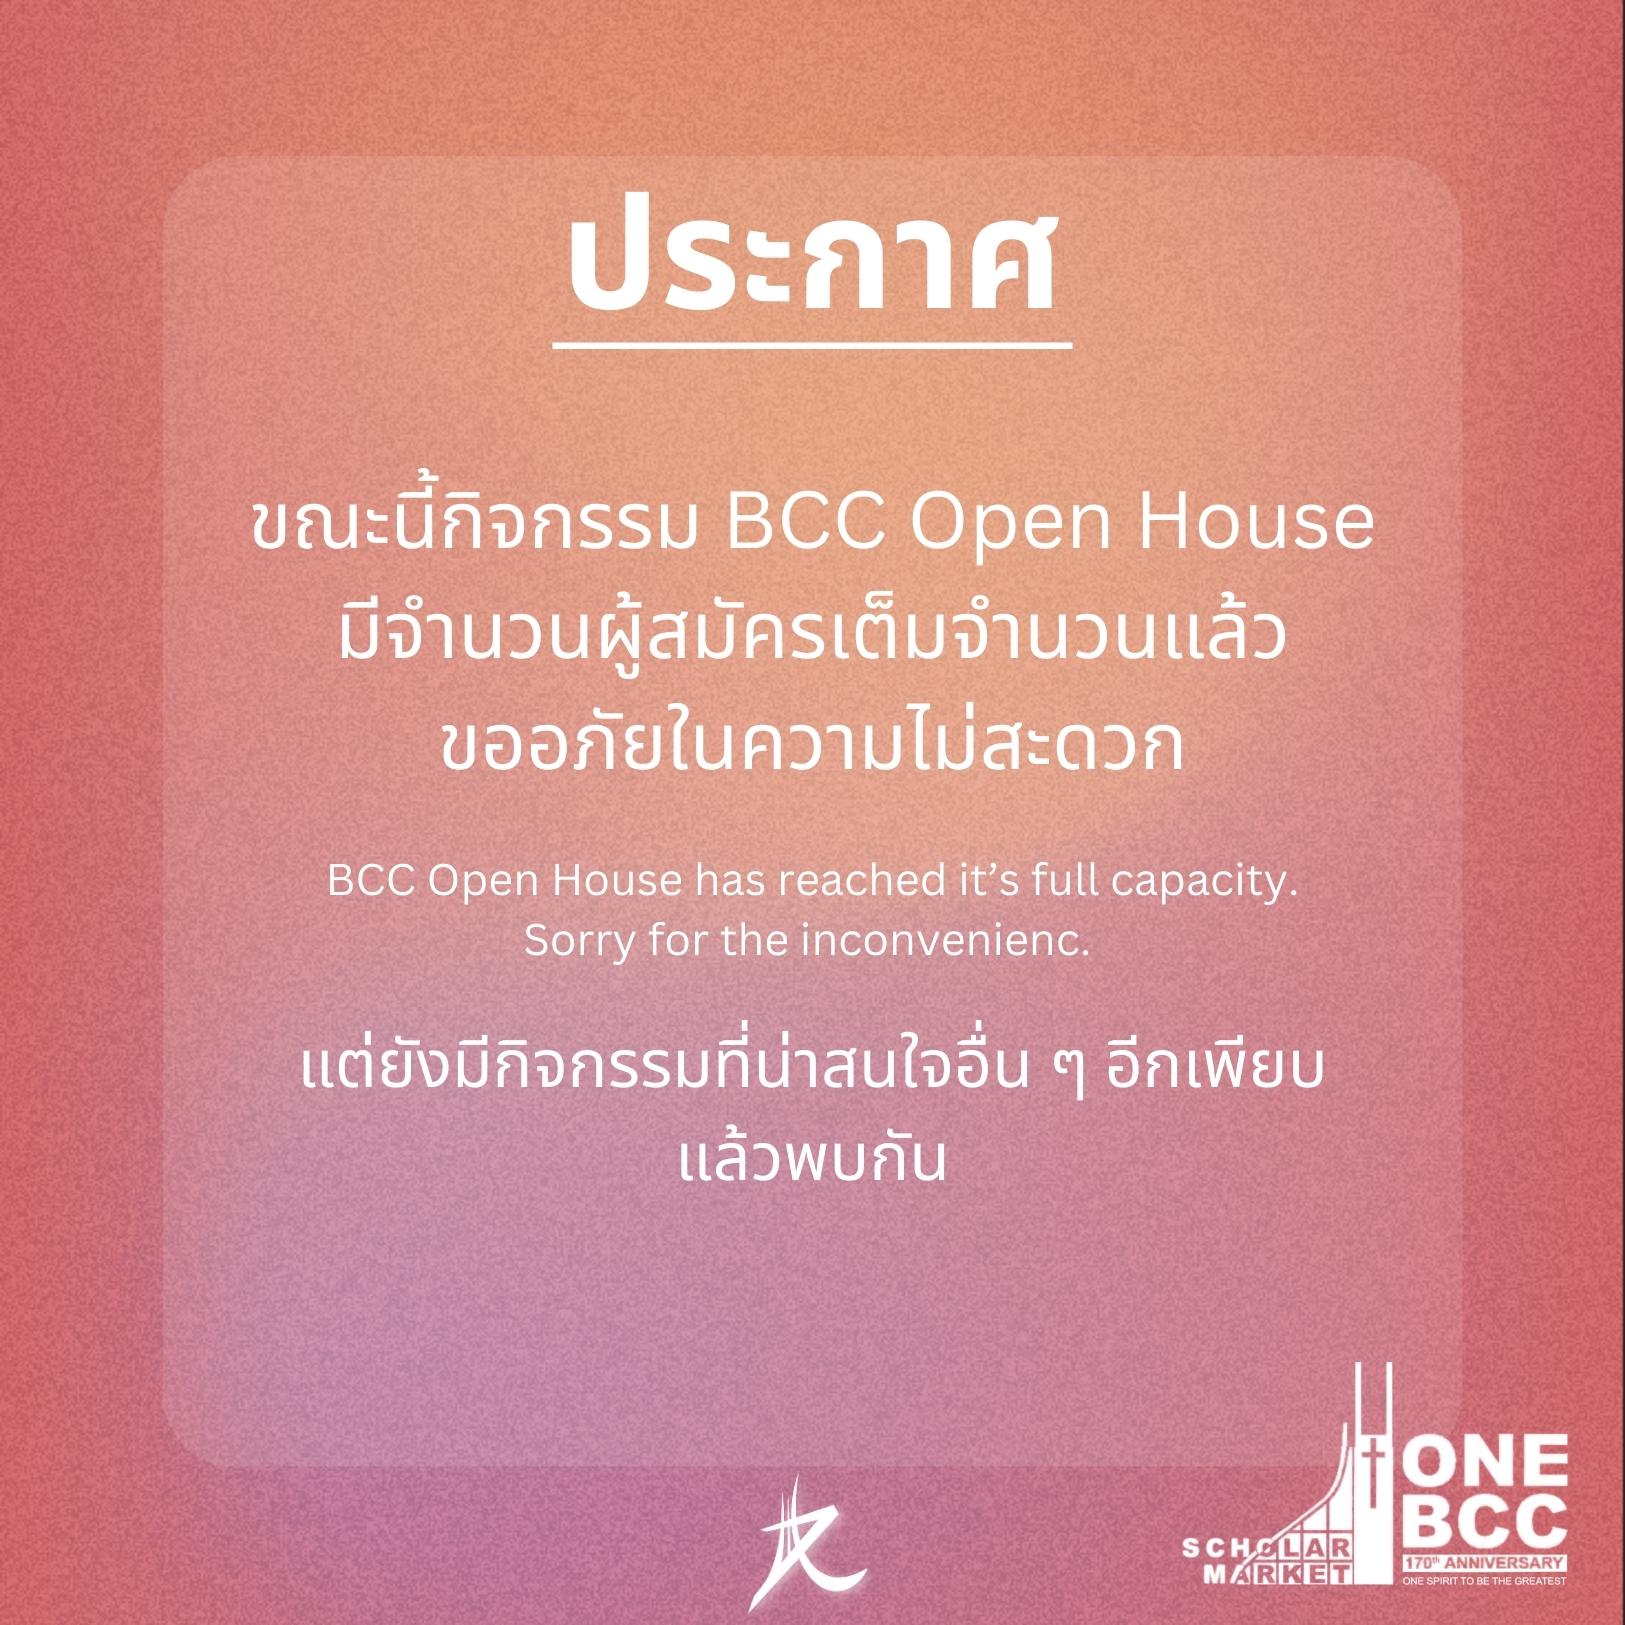 ประกาศ
ขณะนี้กิจกรรม BCC Open House
มีจำนวนผู้สมัครเต็มจำนวนแล้ว
ขออภัยในความไม่สะดวก
BCC Open House has reached it’s full capacity.
Sorry for the inconvenienc.
แต่ยังมีกิจกรรมที่น่าสนใจอื่น ๆ อีกเพียบ
แล้วพบกัน
SCHOLAR
MARKET
ONE
BCC
170th ANNIVERSARY
ONE SPIRIT TO BE THE GREATEST